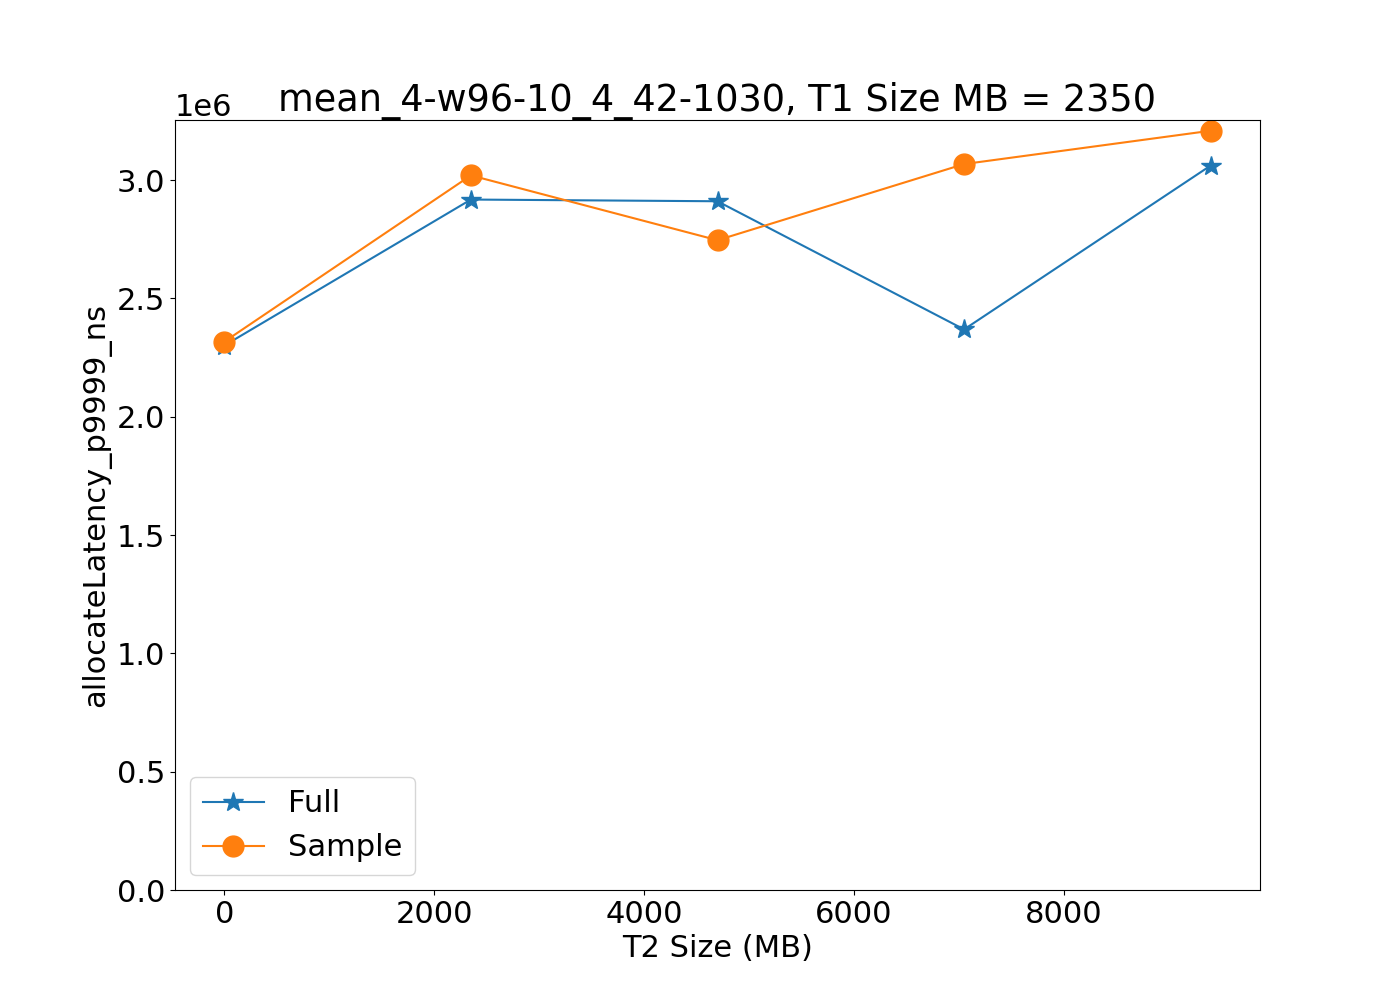 mean_4-w96-10_4_42-1030, T1 Size MB = 2350
1e6
3.0
2.5
2.0
1.5
1.0
0.5
0.0
allocateLatency_p9999_ns
Full
Sample
0 2000 4000 6000 8000
T2 Size (MB)